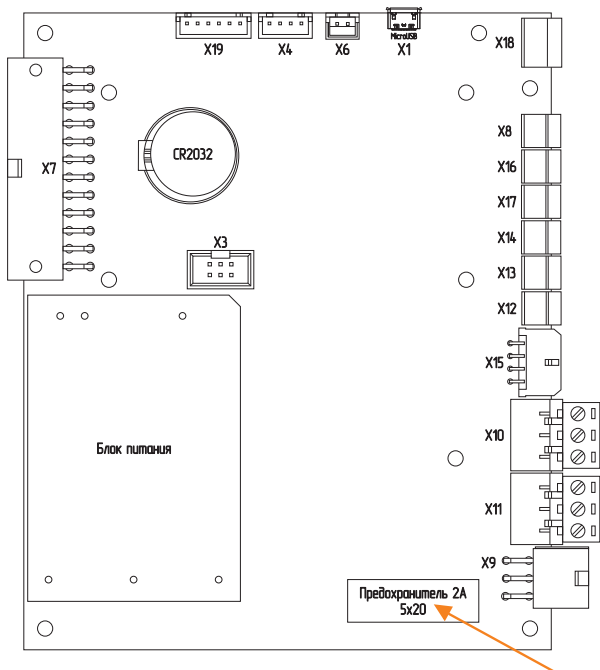 X19
X4
X6
MicroUSB
X1
X18
X7
CR2032
X8
X16
X17
X14
X3
X13
X12
X15
X10
Блок питания
X11
X9
Предохранитель 2А
5x20